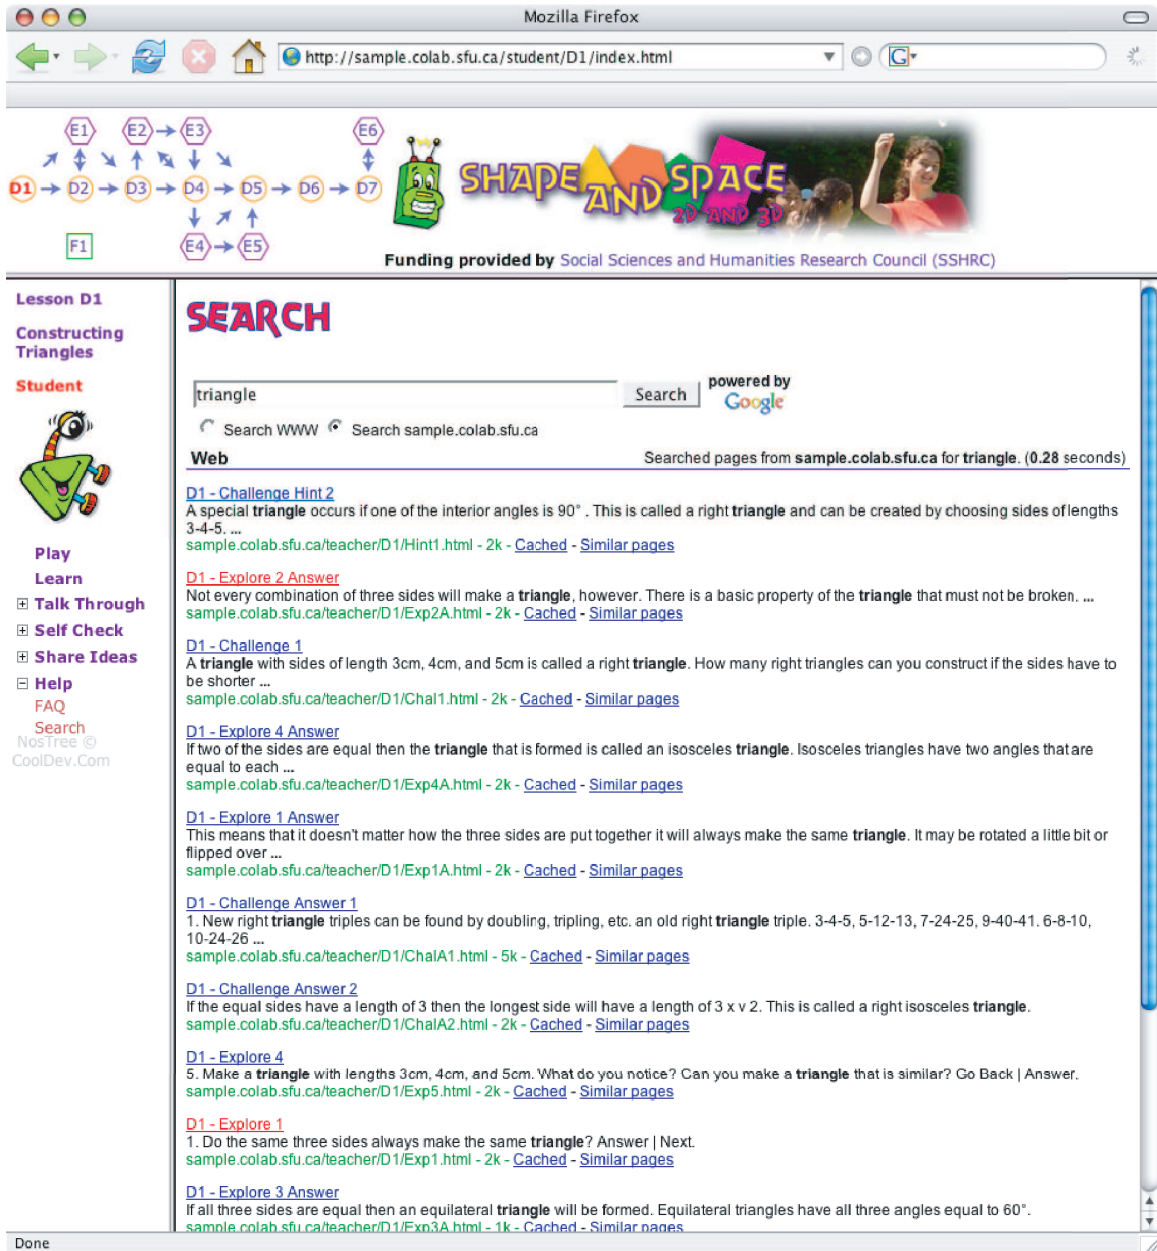 Mozilla Firefox
http://sample.colab.sfu.ca/student/D1/index.html
G
E1 E2 E3 E6
D1 D2 D3 D4 D5 D6 D7
F1 E4 E5
SHAPE AND SPACE
2D AND 3D
Funding provided by Social Sciences and Humanities Research Council (SSHRC)
Lesson D1
Constructing
Triangles
Student
Play
Learn
Talk Through
Self Check
Share Ideas
Help
FAQ
Search
NosTree ©
CoolDev.Com
SEARCH
triangle
Search
powered by
Google
Search WWW Search sample.colab.sfu.ca
Web Searched pages from sample.colab.sfu.ca for triangle. (0.28 seconds)
D1 - Challenge Hint 2
A special triangle occurs if one of the interior angles is 90° . This is called a right triangle and can be created by choosing sides of lengths
3-4-5. ...
sample.colab.sfu.ca/teacher/D1/Hint1.html - 2k - Cached - Similar pages
D1 - Explore 2 Answer
Not every combination of three sides will make a triangle, however. There is a basic property of the triangle that must not be broken. ...
sample.colab.sfu.ca/teacher/D1/Exp2A.html - 2k - Cached - Similar pages
D1 - Challenge 1
A triangle with sides of length 3cm, 4cm, and 5cm is called a right triangle. How many right triangles can you construct if the sides have to
be shorter ...
sample.colab.sfu.ca/teacher/D1/Chal1.html - 2k - Cached - Similar pages
D1 - Explore 4 Answer
If two of the sides are equal then the triangle that is formed is called an isosceles triangle. Isosceles triangles have two angles that are
equal to each ...
sample.colab.sfu.ca/teacher/D1/Exp4A.html - 2k - Cached - Similar pages
D1 - Explore 1 Answer
This means that it doesn't matter how the three sides are put together it will always make the same triangle. It may be rotated a little bit or
flipped over ...
sample.colab.sfu.ca/teacher/D1/Exp1A.html - 2k - Cached - Similar pages
D1 - Challenge Answer 1
1. New right triangle triples can be found by doubling, tripling, etc. an old right triangle triple. 3-4-5, 5-12-13, 7-24-25, 9-40-41. 6-8-10,
10-24-26 ...
sample.colab.sfu.ca/teacher/D1/ChalA1.html - 5k - Cached - Similar pages
D1 - Challenge Answer 2
If the equal sides have a length of 3 then the longest side will have a length of 3 x v 2. This is called a right isosceles triangle.
sample.colab.sfu.ca/teacher/D1/ChalA2.html - 2k - Cached - Similar pages
D1 - Explore 4
5. Make a triangle with lengths 3cm, 4cm, and 5cm. What do you notice? Can you make a triangle that is similar? Go Back | Answer.
sample.colab.sfu.ca/teacher/D1/Exp5.html - 2k - Cached - Similar pages
D1 - Explore 1
1. Do the same three sides always make the same triangle? Answer | Next.
sample.colab.sfu.ca/teacher/D1/Exp1.html - 2k - Cached - Similar pages
D1 - Explore 3 Answer
If all three sides are equal then an equilateral triangle will be formed. Equilateral triangles have all three angles equal to 60°.
sample.colab.sfu.ca/teacher/D1/Exp3A.html - 1k - Cached - Similar pages
Done